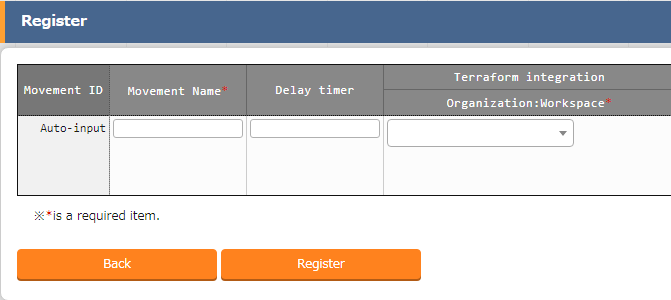 Register
Movement ID
Movement Name*
Delay timer
Terraform integration
Organization:Workspace*
Auto-input
※*is a required item.
Back
Register